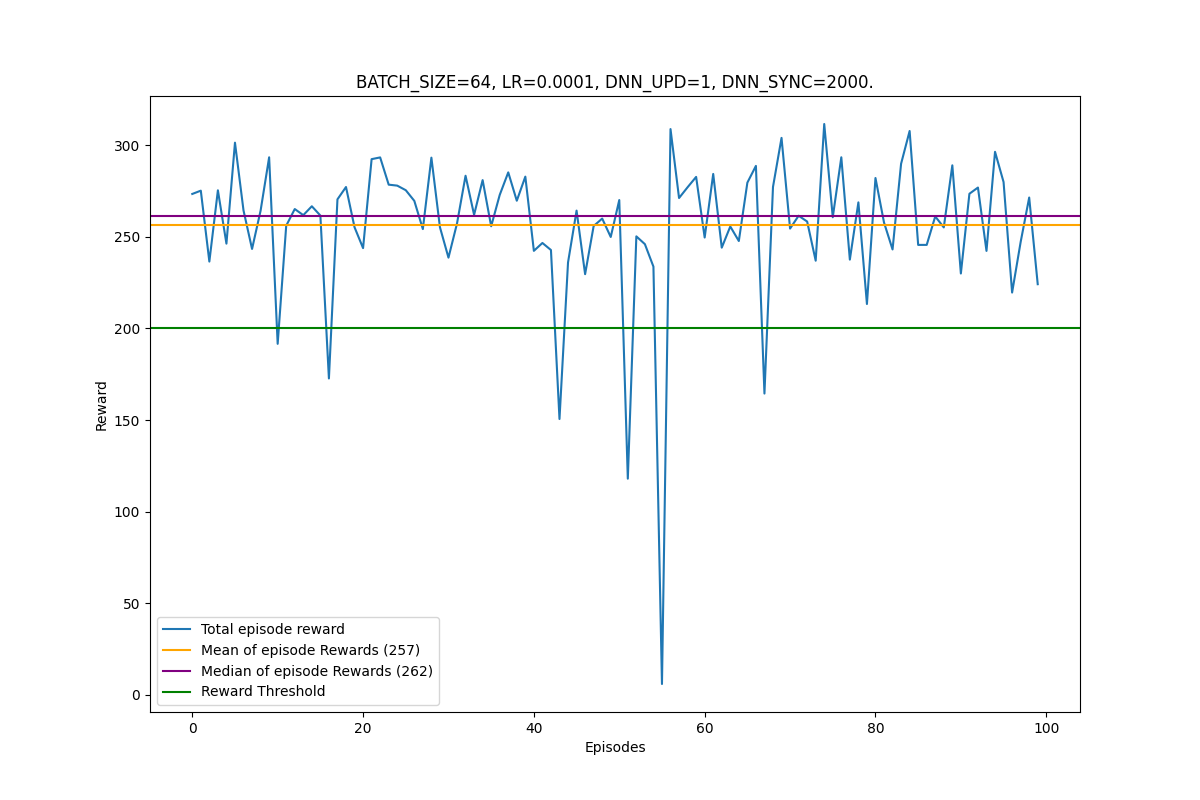 BATCH_SIZE=64, LR=0.0001, DNN_UPD=1, DNN_SYNC=2000.
300
250
200
150
100
50
0
Reward
Total episode reward
Mean of episode Rewards (257)
Median of episode Rewards (262)
Reward Threshold
0 20 40 60 80 100
Episodes